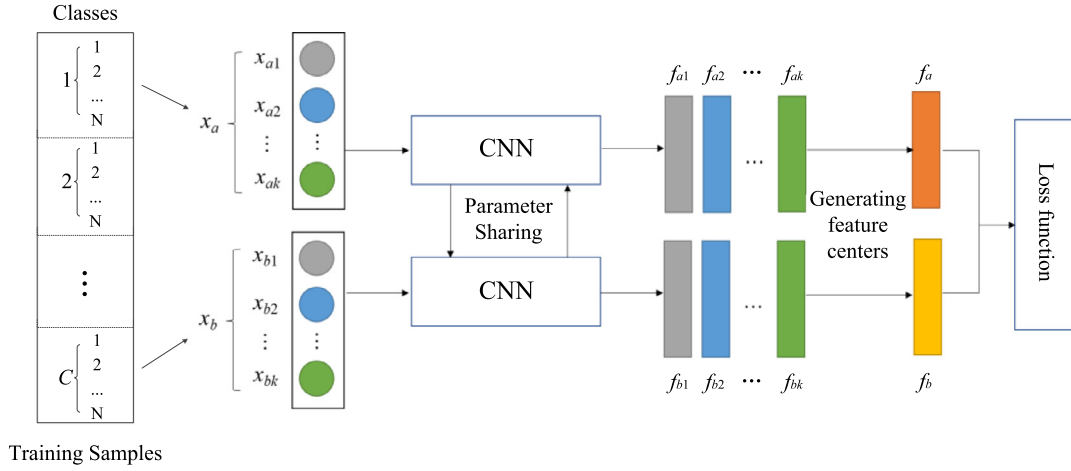 Classes
1
1
2
...
N
2
1
2
...
N
⋮
C
1
2
...
N
Training Samples
x_a
x_a1
x_a2
⋮ ⋮
x_ak
x_b
x_b1
x_b2
⋮ ⋮
x_bk
CNN
Parameter
Sharing
CNN
f_a1 f_a2 ... f_ak
...
f_a
Generating
feature
centers
...
f_b1 f_b2 ... f_bk
f_b
Loss function